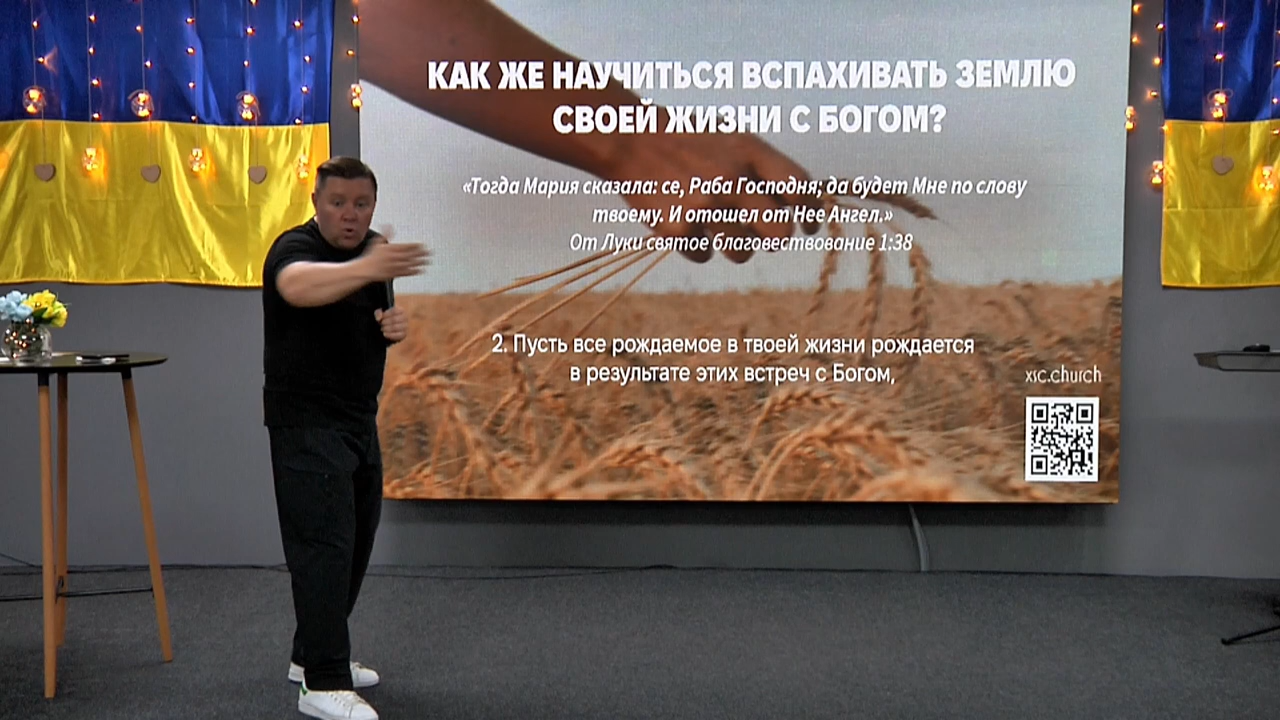 КАК ЖЕ НАУЧИТЬСЯ ВСПАХИВАТЬ ЗЕМЛЮ
СВОЕЙ ЖИЗНИ С БОГОМ?
«Тогда Мария сказала: се, Раба Господня; да будет Мне по слову
твоему. И отошел от Нее Ангел.»
От Луки святое благовествование 1:38
2. Пусть все рождаемое в твоей жизни рождается
в результате этих встреч с Богом,
xsc.church